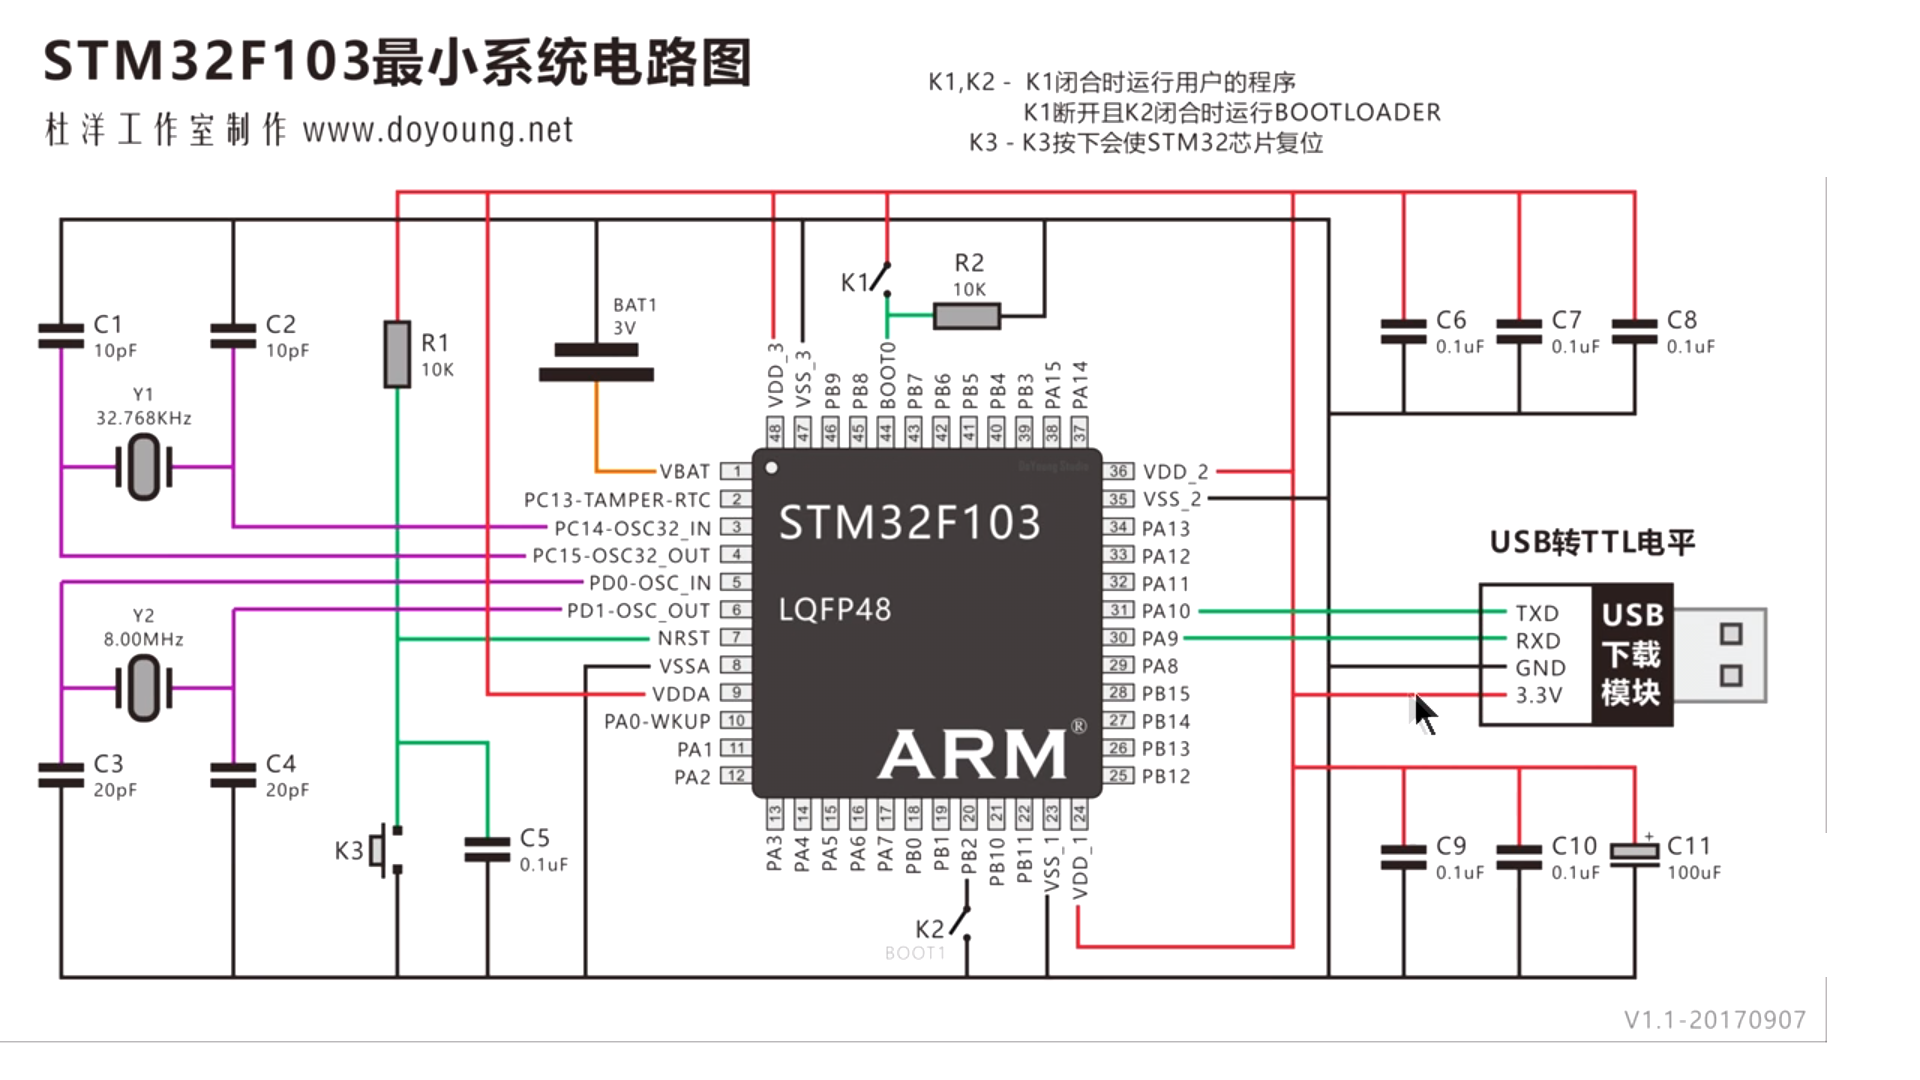 STM32F103最小系统电路图
杜洋工作室制作 www.doyoung.net
K1,K2 - K1闭合时运行用户的程序
K1断开且K2闭合时运行BOOTLOADER
K3 - K3按下会使STM32芯片复位
C1
10pF
C2
10pF
Y1
32.768KHz
R1
10K
BAT1
3V
K1
R2
10K
C6
0.1uF
C7
0.1uF
C8
0.1uF
VDD_3
VSS_3
PB9
PB8
BOOT0
PB7
PB6
PB5
PB4
PB3
PA15
PA14
48
47
46
45
44
43
42
41
40
39
38
37
VBAT 1
PC13-TAMPER-RTC 2
PC14-OSC32_IN 3
PC15-OSC32_OUT 4
PD0-OSC_IN 5
PD1-OSC_OUT 6
NRST 7
VSSA 8
VDDA 9
PA0-WKUP 10
PA1 11
PA2 12
DoYoung Studio
STM32F103
LQFP48
ARM®
36 VDD_2
35 VSS_2
34 PA13
33 PA12
32 PA11
31 PA10
30 PA9
29 PA8
28 PB15
27 PB14
26 PB13
25 PB12
USB转TTL电平
TXD
RXD
GND
3.3V
USB
下载
模块
Y2
8.00MHz
C3
20pF
C4
20pF
K3
C5
0.1uF
13
14
15
16
17
18
19
20
21
22
23
24
PA3
PA4
PA5
PA6
PA7
PB0
PB1
PB2
PB10
PB11
VSS_1
VDD_1
K2
BOOT1
C9
0.1uF
C10
0.1uF
+
C11
100uF
V1.1-20170907